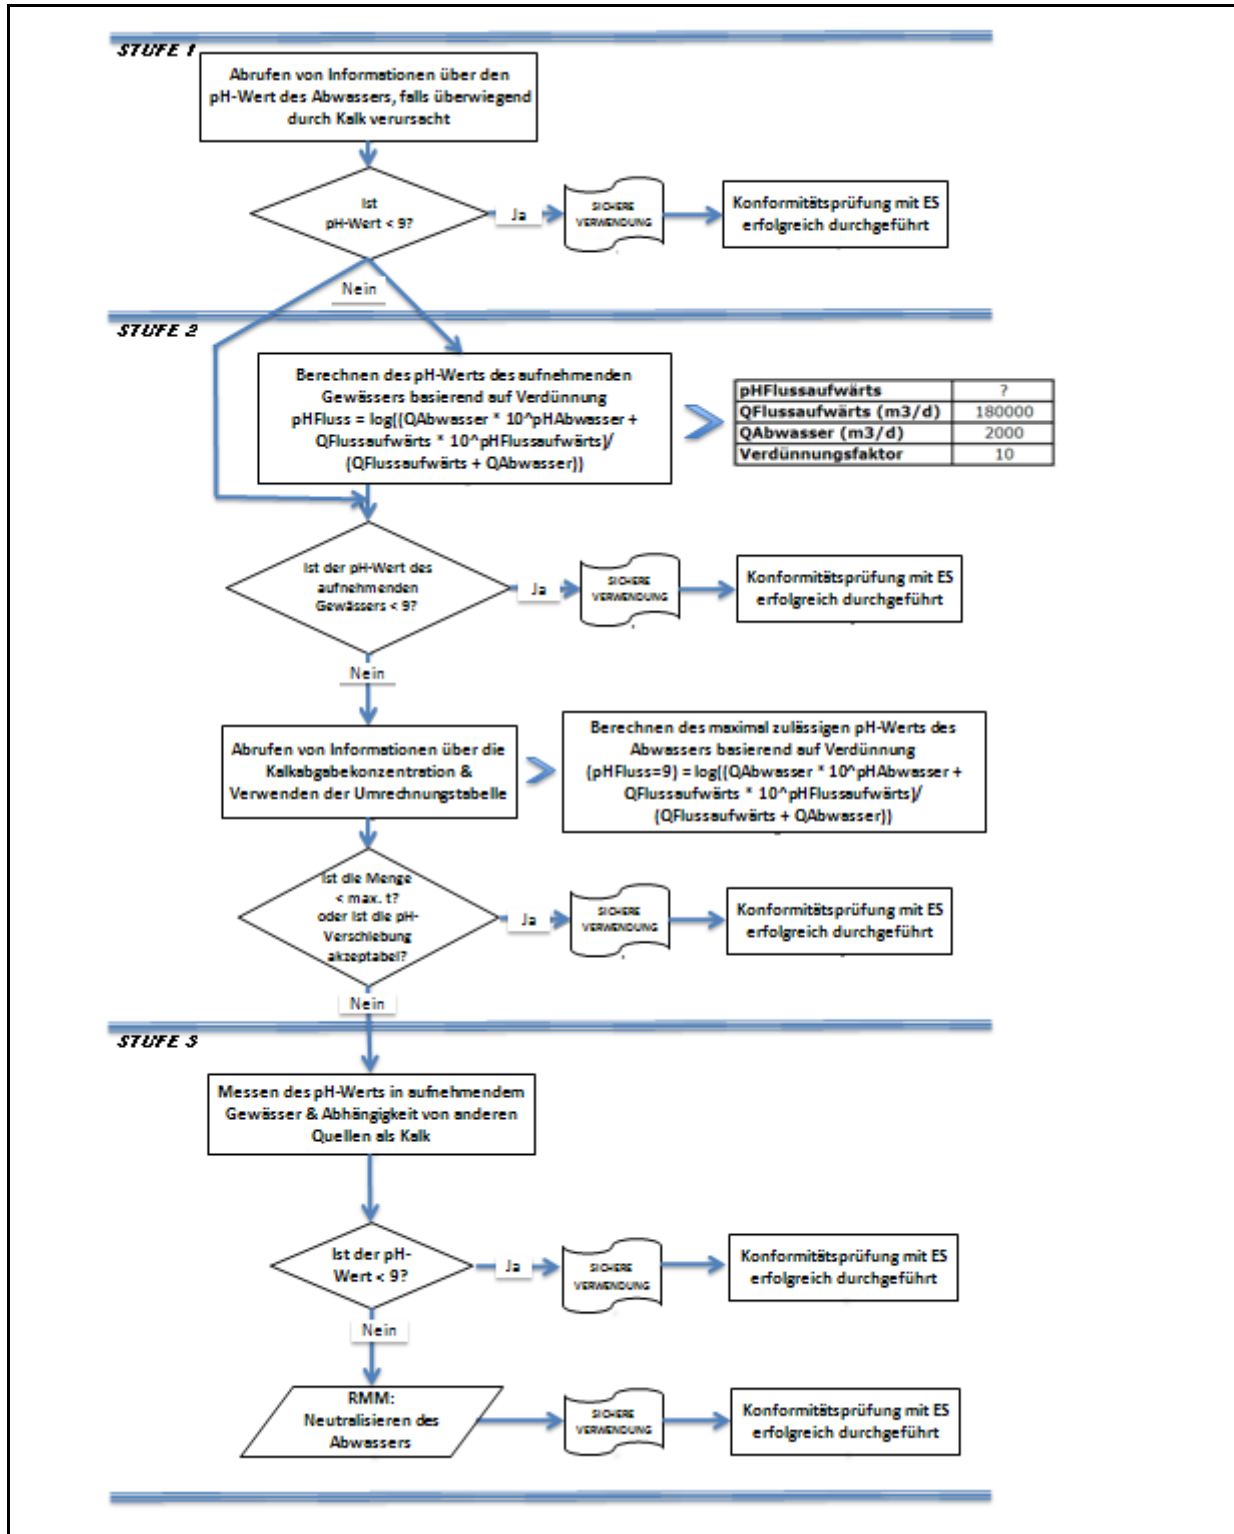 STUFE 1
Abrufen von Informationen über den
pH-Wert des Abwassers, falls überwiegend
durch Kalk verursacht
Ist
pH-Wert < 9?
Ja
SICHERE
VERWENDUNG
Konformitätsprüfung mit ES
erfolgreich durchgeführt
Nein
STUFE 2
Berechnen des pH-Werts des aufnehmenden
Gewässers basierend auf Verdünnung
pHFluss = log((QAbwasser * 10^pHAbwasser +
QFlussaufwärts * 10^pHFlussaufwärts)/
(QFlussaufwärts + QAbwasser))
pHFlussaufwärts ?
QFlussaufwärts (m3/d) 180000
QAbwasser (m3/d) 2000
Verdünnungsfaktor 10
Ist der pH-Wert des
aufnehmenden
Gewässers < 9?
Ja
SICHERE
VERWENDUNG
Konformitätsprüfung mit ES
erfolgreich durchgeführt
Nein
Abrufen von Informationen über die
Kalkabgabekonzentration &
Verwenden der Umrechnungstabelle
Berechnen des maximal zulässigen pH-Werts des
Abwassers basierend auf Verdünnung
(pHFluss=9) = log((QAbwasser * 10^pHAbwasser +
QFlussaufwärts * 10^pHFlussaufwärts)/
(QFlussaufwärts + QAbwasser))
Ist die Menge
< max. t?
oder ist die pH-
Verschiebung
akzeptabel?
Ja
SICHERE
VERWENDUNG
Konformitätsprüfung mit ES
erfolgreich durchgeführt
Nein
STUFE 3
Messen des pH-Werts in aufnehmendem
Gewässer & Abhängigkeit von anderen
Quellen als Kalk
Ist der pH-
Wert < 9?
Ja
SICHERE
VERWENDUNG
Konformitätsprüfung mit ES
erfolgreich durchgeführt
Nein
RMM:
Neutralisieren des
Abwassers
SICHERE
VERWENDUNG
Konformitätsprüfung mit ES
erfolgreich durchgeführt